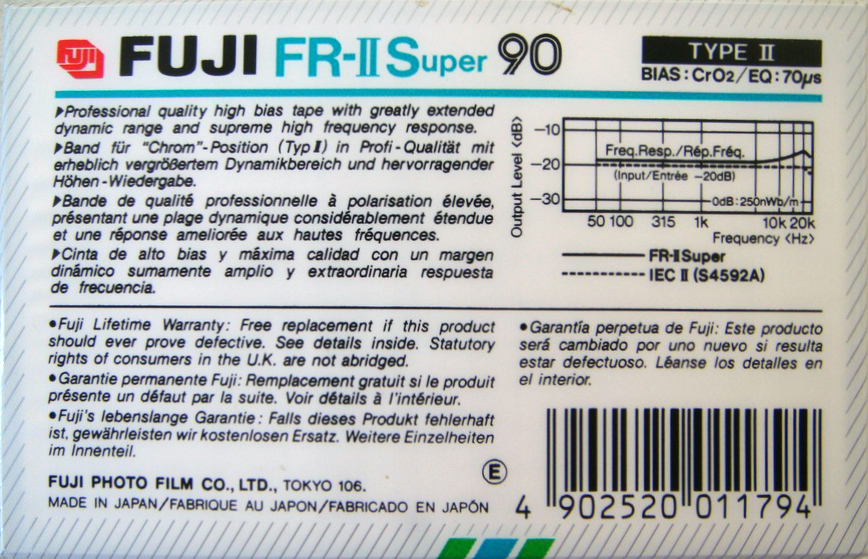 FUJI FUJI FR-II Super 90
TYPE II
BIAS : CrO2/EQ : 70µs
▶Professional quality high bias tape with greatly extended
dynamic range and supreme high frequency response.
▶Band für "Chrom"-Position (Typ II) in Profi-Qualität mit
erheblich vergrößertem Dynamikbereich und hervorragender
Höhen-Wiedergabe.
▶Bande de qualité professionnelle à polarisation élevée,
présentant une plage dynamique considérablement étendue
et une réponse ameliorée aux hautes fréquences.
▶Cinta de alto bias y máxima calidad con un margen
dinámico sumamente amplio y extraordinaria respuesta
de frecuencia.
Output Level <dB>
-10
-20
-30
Freq.Resp./Rép.Fréq.
(Input/Entrée -20dB)
0dB:250nWb/m
50 100 315 1k 10k 20k
Frequency <Hz>
FR-II Super
IEC II (S4592A)
•Fuji Lifetime Warranty: Free replacement if this product
should ever prove defective. See details inside. Statutory
rights of consumers in the U.K. are not abridged.
•Garantie permanente Fuji: Remplacement gratuit si le produit
présente un défaut par la suite. Voir détails à l'intérieur.
•Fuji's lebenslange Garantie : Falls dieses Produkt fehlerhaft
ist, gewährleisten wir kostenlosen Ersatz. Weitere Einzelheiten
im Innenteil.
•Garantía perpetua de Fuji: Este producto
será cambiado por uno nuevo si resulta
estar defectuoso. Léanse los detalles en
el interior.
FUJI PHOTO FILM CO., LTD., TOKYO 106.
MADE IN JAPAN/FABRIQUE AU JAPON/FABRICADO EN JAPÓN
E
4 902520 011794